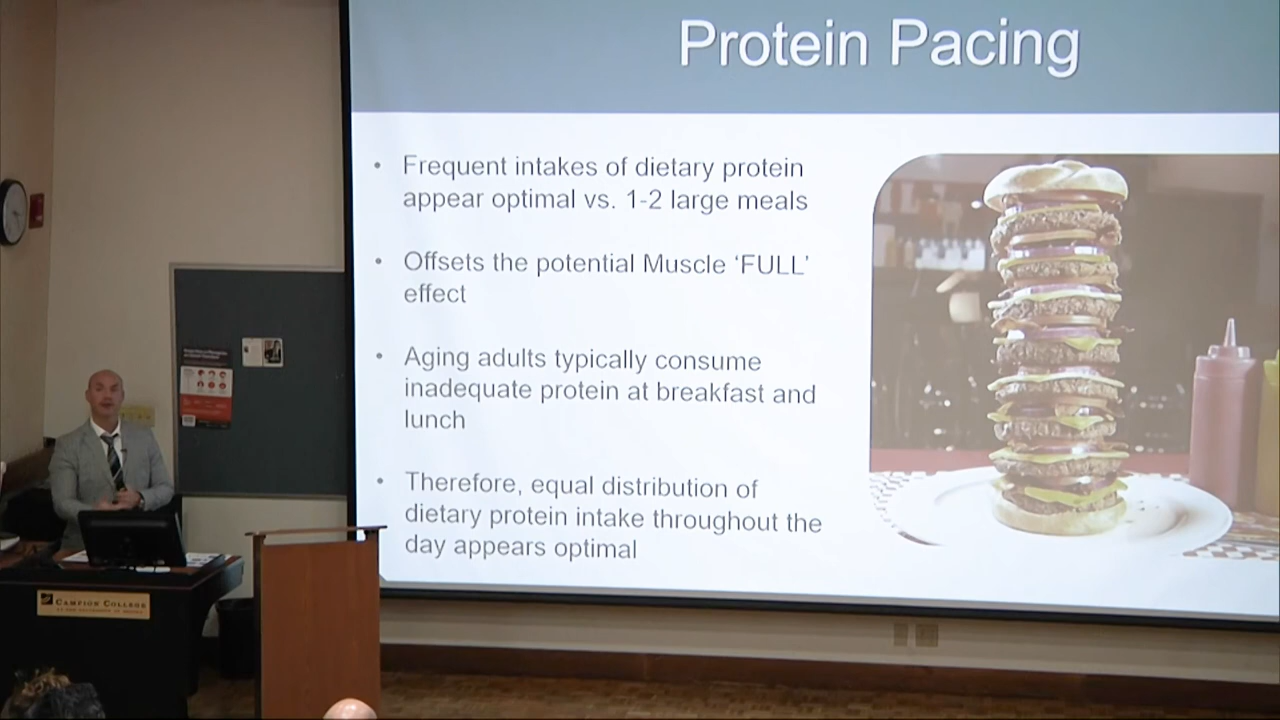 Protein Pacing
• Frequent intakes of dietary protein
appear optimal vs. 1-2 large meals
• Offsets the potential Muscle ‘FULL’
effect
• Aging adults typically consume
inadequate protein at breakfast and
lunch
• Therefore, equal distribution of
dietary protein intake throughout the
day appears optimal
CAMPION COLLEGE